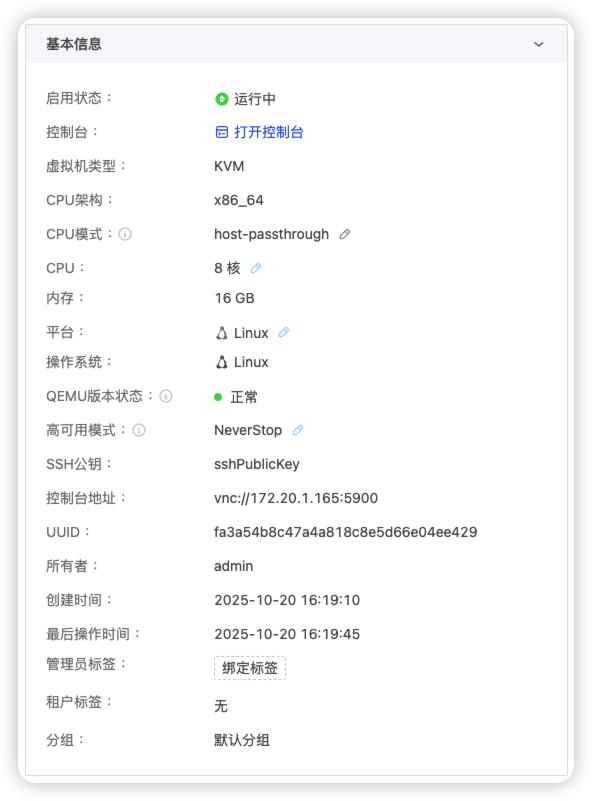 基本信息
启用状态： 运行中
控制台： 打开控制台
虚拟机类型： KVM
CPU架构： x86_64
CPU模式： host-passthrough
CPU： 8 核
内存： 16 GB
平台： Linux
操作系统： Linux
QEMU版本状态： 正常
高可用模式： NeverStop
SSH公钥： sshPublicKey
控制台地址： vnc://172.20.1.165:5900
UUID： fa3a54b8c47a4a818c8e5d66e04ee429
所有者： admin
创建时间： 2025-10-20 16:19:10
最后操作时间： 2025-10-20 16:19:45
管理员标签： 绑定标签
租户标签： 无
分组： 默认分组